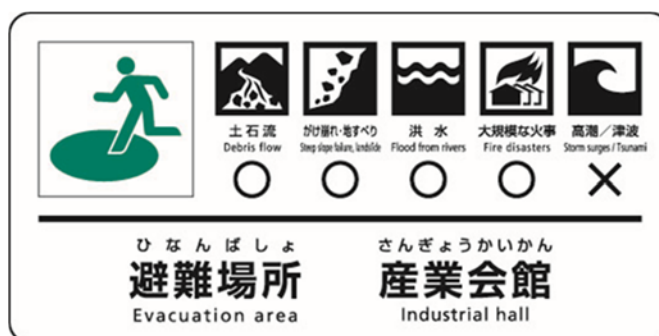 土石流 がけ崩れ・地すべり 洪水 大規模な火事 高潮／津波
Debris flow Steep slope failure, landslide Flood from rivers Fire disasters Storm surges / Tsunami
○ ○ ○ ○ ×
ひなんばしょ さんぎょうかいかん
避難場所 産業会館
Evacuation area Industrial hall